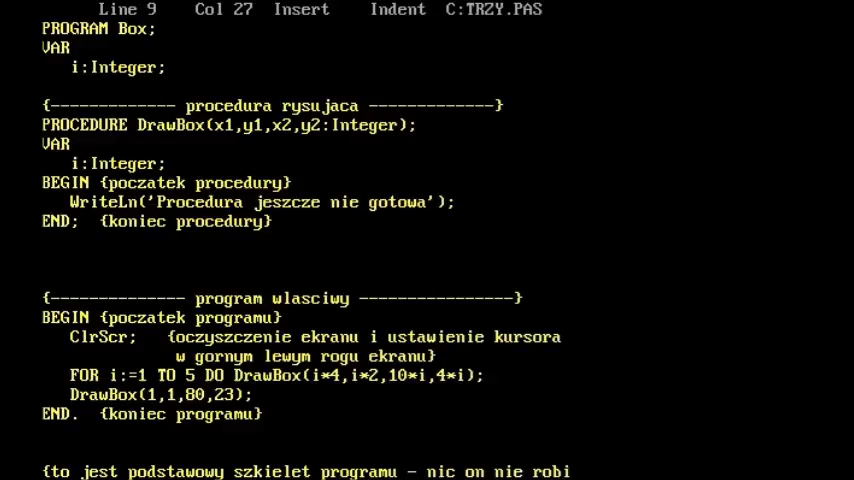 Line 9 Col 27 Insert Indent C:TRZY.PAS
PROGRAM Box;
VAR
i:Integer;
{------------- procedura rysujaca -------------}
PROCEDURE DrawBox(x1,y1,x2,y2:Integer);
VAR
i:Integer;
BEGIN {poczatek procedury}
WriteLn('Procedura jeszcze nie gotowa');
END; {koniec procedury}
{-------------- program wlasciwy ----------------}
BEGIN {poczatek programu}
ClrScr; {oczyszczenie ekranu i ustawienie kursora
w gornym lewym rogu ekranu}
FOR i:=1 TO 5 DO DrawBox(i*4,i*2,10*i,4*i);
DrawBox(1,1,80,23);
END. {koniec programu}
{to jest podstawowy szkielet programu - nic on nie robi